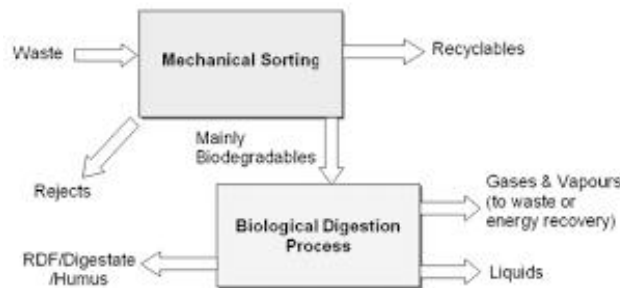 Waste
Mechanical Sorting
Recyclables
Mainly
Biodegradables
Rejects
Gases & Vapours
(to waste or
energy recovery)
Biological Digestion
Process
RDF/Digestate
/Humus
Liquids